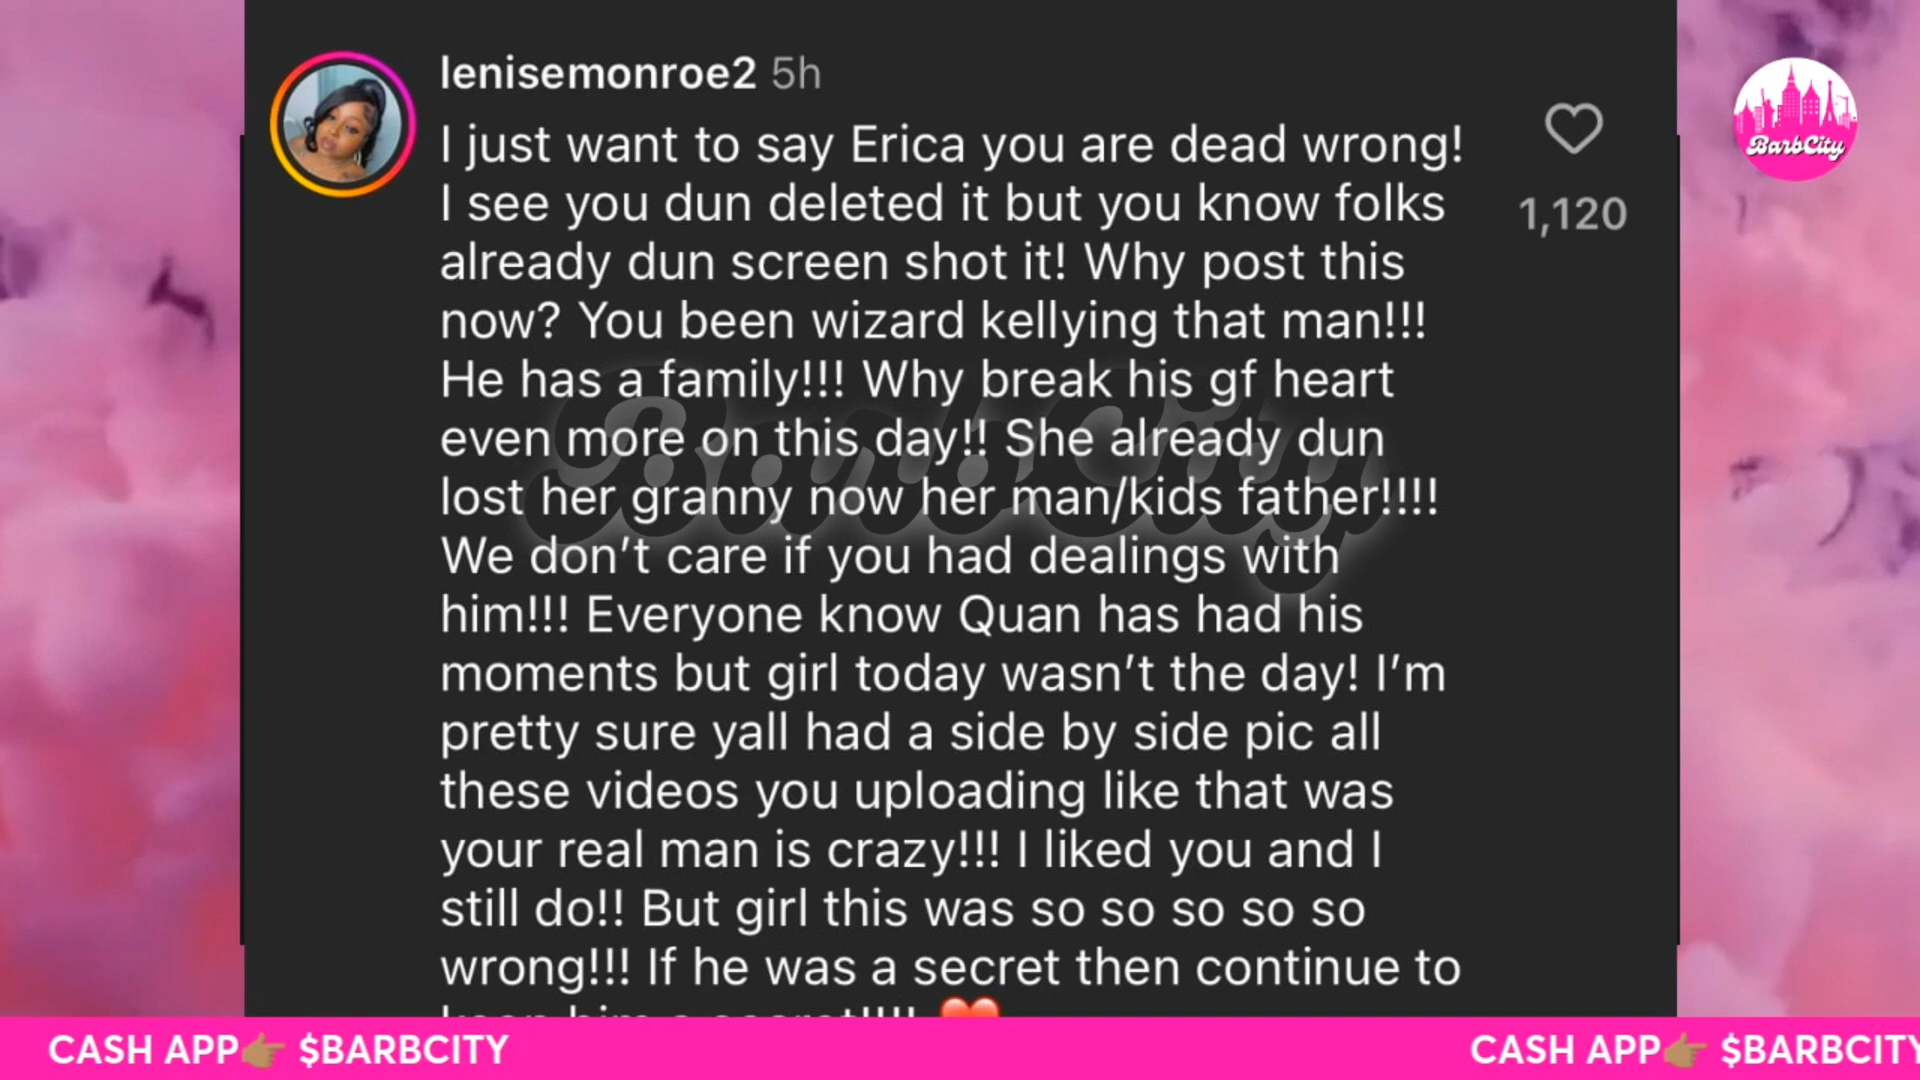 lenisemonroe2 5h
I just want to say Erica you are dead wrong!
I see you dun deleted it but you know folks
already dun screen shot it! Why post this
now? You been wizard kellying that man!!!
He has a family!!! Why break his gf heart
even more on this day!! She already dun
lost her granny now her man/kids father!!!!
We don’t care if you had dealings with
him!!! Everyone know Quan has had his
moments but girl today wasn’t the day! I’m
pretty sure yall had a side by side pic all
these videos you uploading like that was
your real man is crazy!!! I liked you and I
still do!! But girl this was so so so so so
wrong!!! If he was a secret then continue to
keep him a secret!!!! ❤️
1,120
BarbCity
BarbCity
CASH APP👉🏽 $BARBCITY
CASH APP👉🏽 $BARBCITY